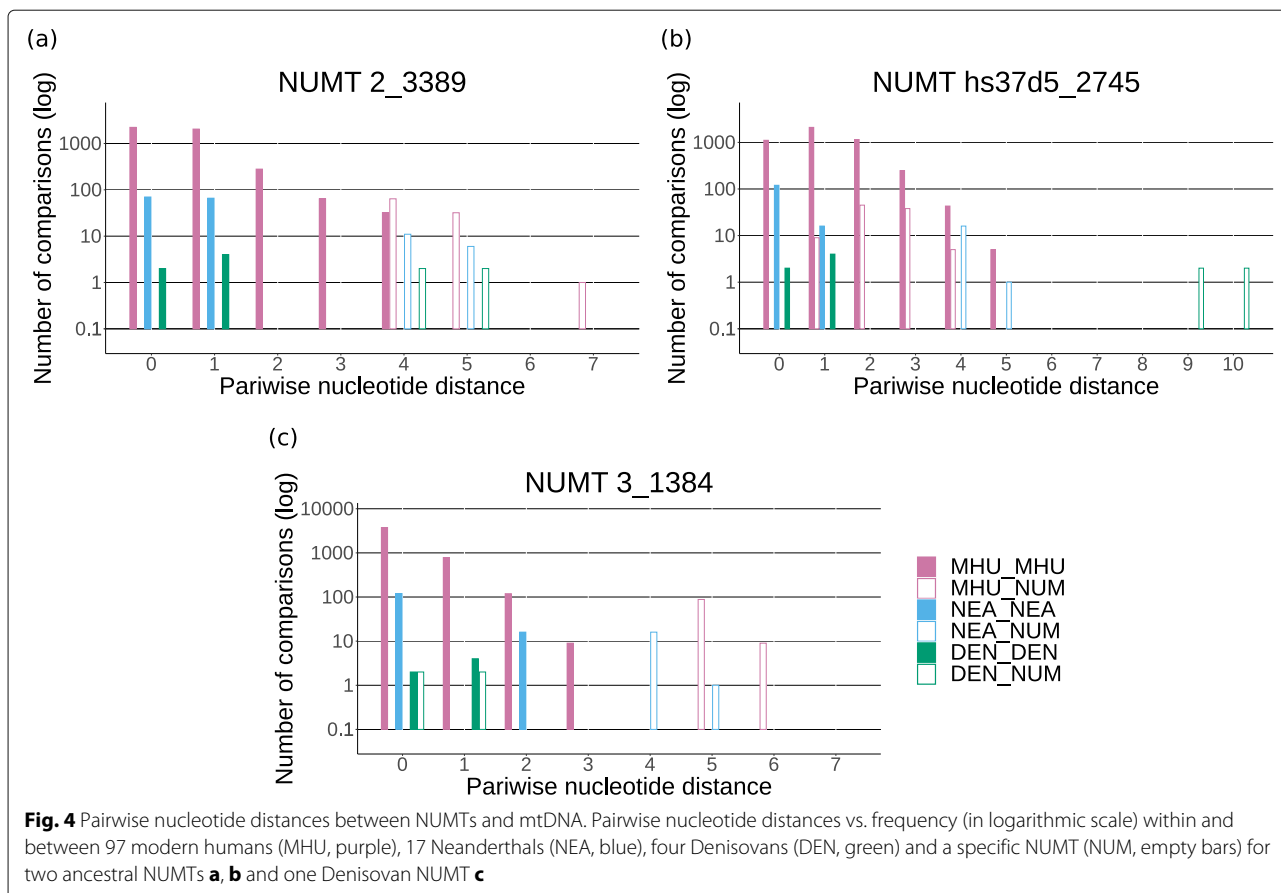 (a)
NUMT 2_3389
Number of comparisons (log)
1000
100
10
1
0.1
0 1 2 3 4 5 6 7
Pariwise nucleotide distance
(b)
NUMT hs37d5_2745
Number of comparisons (log)
1000
100
10
1
0.1
0 1 2 3 4 5 6 7 8 9 10
Pariwise nucleotide distance
(c)
NUMT 3_1384
Number of comparisons (log)
10000
1000
100
10
1
0.1
0 1 2 3 4 5 6 7
Pariwise nucleotide distance
MHU_MHU
MHU_NUM
NEA_NEA
NEA_NUM
DEN_DEN
DEN_NUM
Fig. 4 Pairwise nucleotide distances between NUMTs and mtDNA. Pairwise nucleotide distances vs. frequency (in logarithmic scale) within and
between 97 modern humans (MHU, purple), 17 Neanderthals (NEA, blue), four Denisovans (DEN, green) and a specific NUMT (NUM, empty bars) for
two ancestral NUMTs a, b and one Denisovan NUMT c